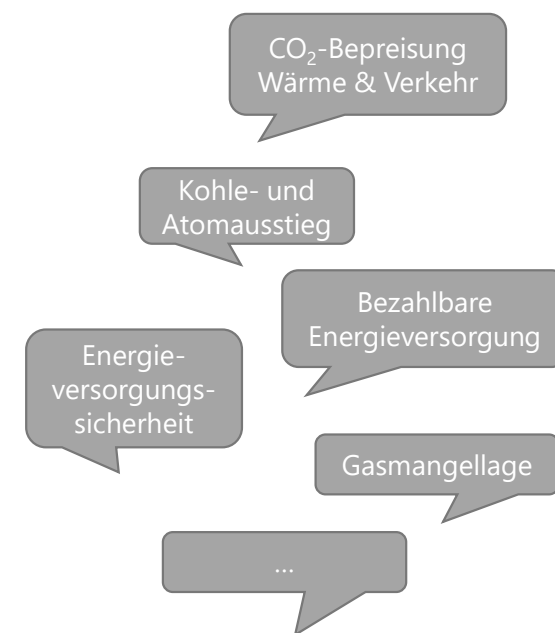 CO₂-Bepreisung
Wärme & Verkehr
Kohle- und
Atomausstieg
Bezahlbare
Energieversorgung
Energie-
versorgungs-
sicherheit
Gasmangellage
...